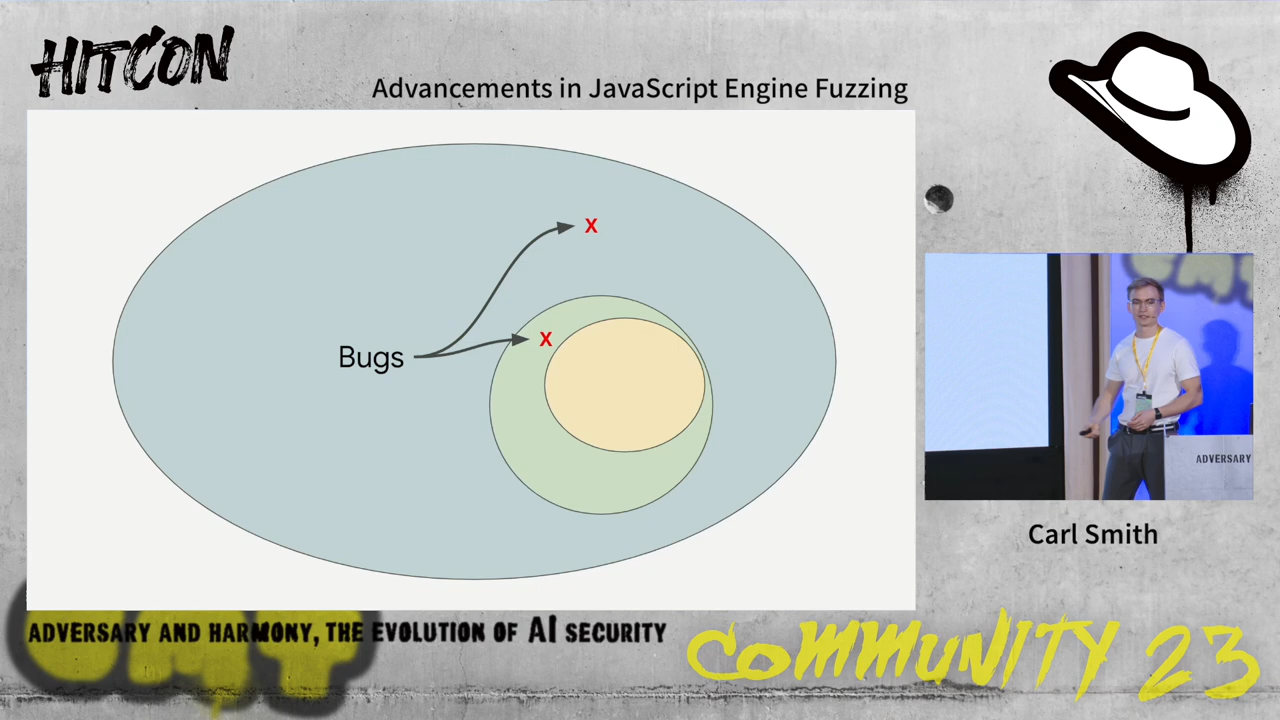 HITCON
Advancements in JavaScript Engine Fuzzing
X
X
Bugs
ADVERSARY
Carl Smith
ADVERSARY AND HARMONY, THE EVOLUTION OF AI SECURITY
COMMUNITY 23